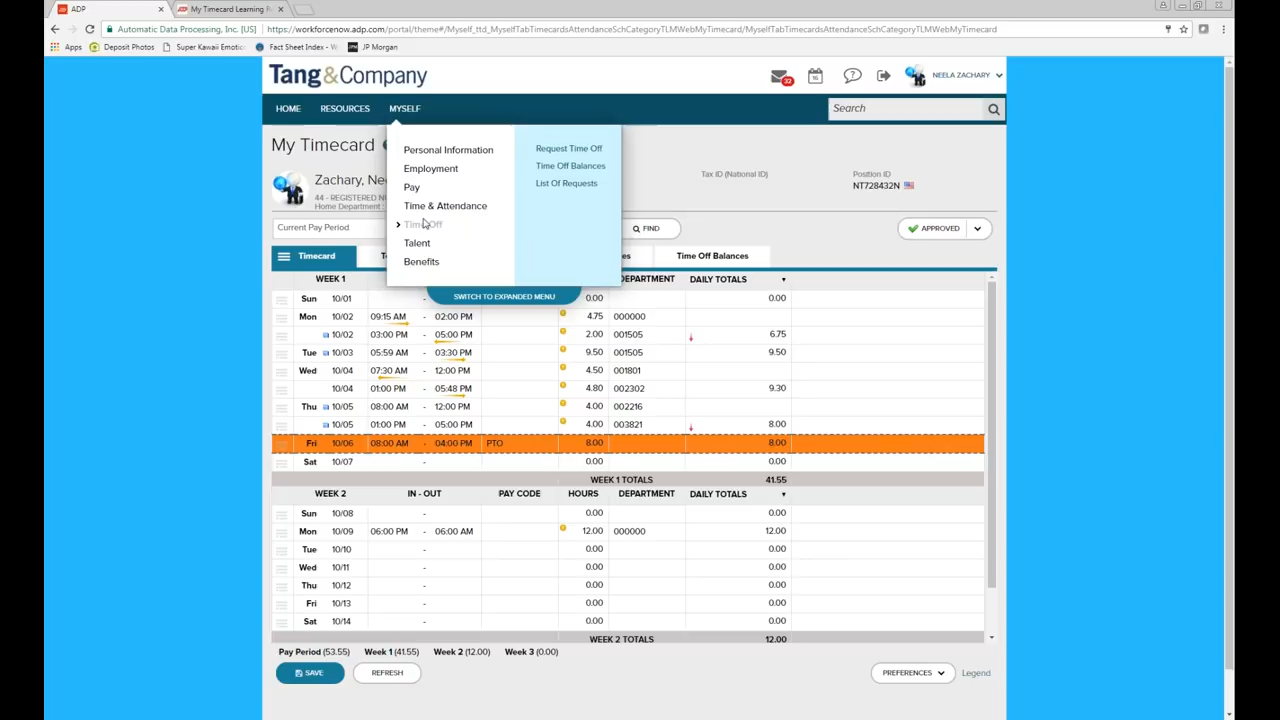 ADP
My Timecard Learning R
Automatic Data Processing, Inc. [US]
https://workforcenow.adp.com/portal/theme#/Myself_ttd_MyselfTabTimecardsAttendanceSchCategoryTLMWebMyTimecard/MyselfTabTimecardsAttendanceSchCategoryTLMWebMyTimecard
Apps Deposit Photos Super Kawaii Emotic Fact Sheet Index - W JP Morgan
Tang&Company
22
NEELA ZACHARY
HOME RESOURCES MYSELF
Search
My Timecard
Personal Information
Employment
Pay
Time & Attendance
Time Off
Talent
Benefits
Request Time Off
Time Off Balances
List Of Requests
SWITCH TO EXPANDED MENU
Zachary, Ne
44 - REGISTERED NU
Home Department :
Tax ID (National ID)
Position ID
NT728432N
Current Pay Period
FIND
APPROVED
Timecard
es
Time Off Balances
WEEK 1 DEPARTMENT DAILY TOTALS
Sun 10/01 - 0.00 0.00
Mon 10/02 09:15 AM - 02:00 PM 4.75 000000
10/02 03:00 PM - 05:00 PM 2.00 001505 6.75
Tue 10/03 05:59 AM - 03:30 PM 9.50 001505 9.50
Wed 10/04 07:30 AM - 12:00 PM 4.50 001801
10/04 01:00 PM - 05:48 PM 4.80 002302 9.30
Thu 10/05 08:00 AM - 12:00 PM 4.00 002216
10/05 01:00 PM - 05:00 PM 4.00 003821 8.00
Fri 10/06 08:00 AM - 04:00 PM PTO 8.00 8.00
Sat 10/07 - 0.00 0.00
WEEK 1 TOTALS 41.55
WEEK 2 IN - OUT PAY CODE HOURS DEPARTMENT DAILY TOTALS
Sun 10/08 - 0.00 0.00
Mon 10/09 06:00 PM - 06:00 AM 12.00 000000 12.00
Tue 10/10 - 0.00 0.00
Wed 10/11 - 0.00 0.00
Thu 10/12 - 0.00 0.00
Fri 10/13 - 0.00 0.00
Sat 10/14 - 0.00 0.00
WEEK 2 TOTALS 12.00
Pay Period (53.55) Week 1 (41.55) Week 2 (12.00) Week 3 (0.00)
SAVE REFRESH PREFERENCES Legend